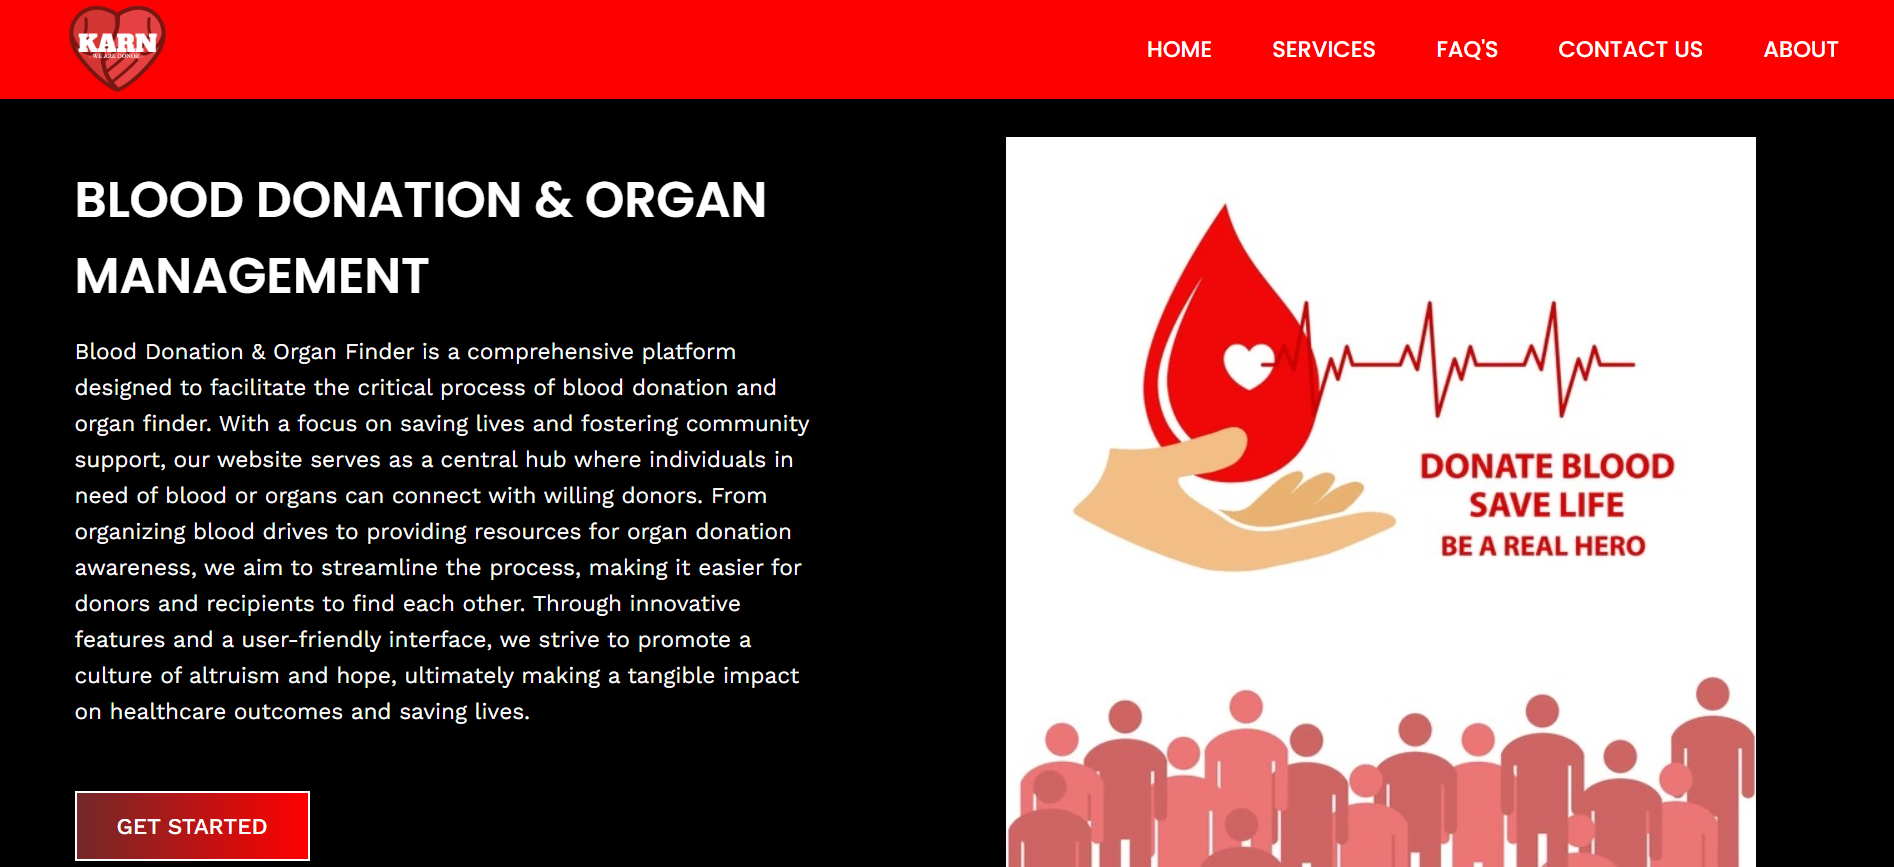 KARN
WE ARE DONOR
HOME
SERVICES
FAQ'S
CONTACT US
ABOUT
BLOOD DONATION & ORGAN
MANAGEMENT
Blood Donation & Organ Finder is a comprehensive platform
designed to facilitate the critical process of blood donation and
organ finder. With a focus on saving lives and fostering community
support, our website serves as a central hub where individuals in
need of blood or organs can connect with willing donors. From
organizing blood drives to providing resources for organ donation
awareness, we aim to streamline the process, making it easier for
donors and recipients to find each other. Through innovative
features and a user-friendly interface, we strive to promote a
culture of altruism and hope, ultimately making a tangible impact
on healthcare outcomes and saving lives.
GET STARTED
DONATE BLOOD
SAVE LIFE
BE A REAL HERO